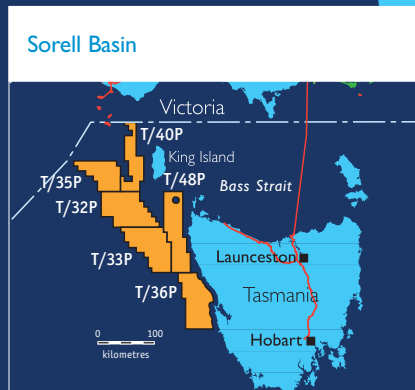 Sorell Basin
Victoria
T/40P
King Island
T/35P
T/48P
Bass Strait
T/32P
T/33P
Launceston
T/36P
Tasmania
0 100
kilometres
Hobart